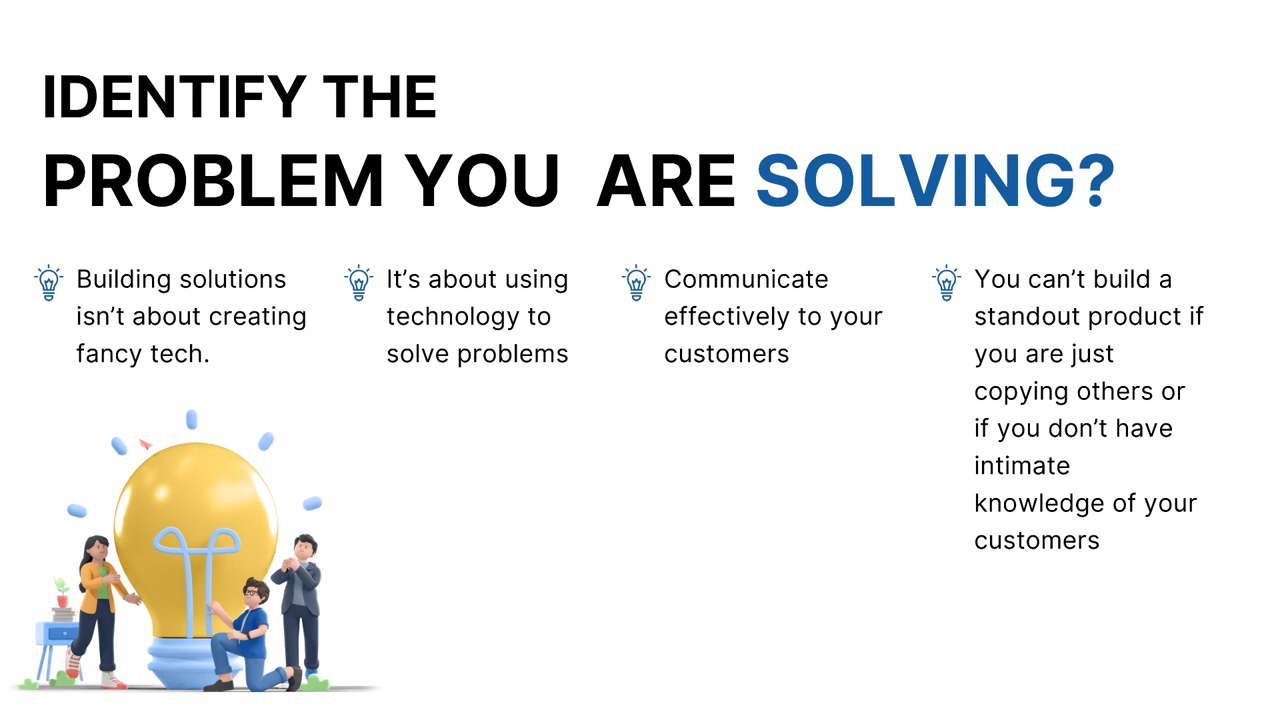 IDENTIFY THE
PROBLEM YOU ARE SOLVING?
Building solutions
isn't about creating
fancy tech.
It's about using
technology to
solve problems
Communicate
effectively to your
customers
You can't build a
standout product if
you are just
copying others or
if you don't have
intimate
knowledge of your
customers